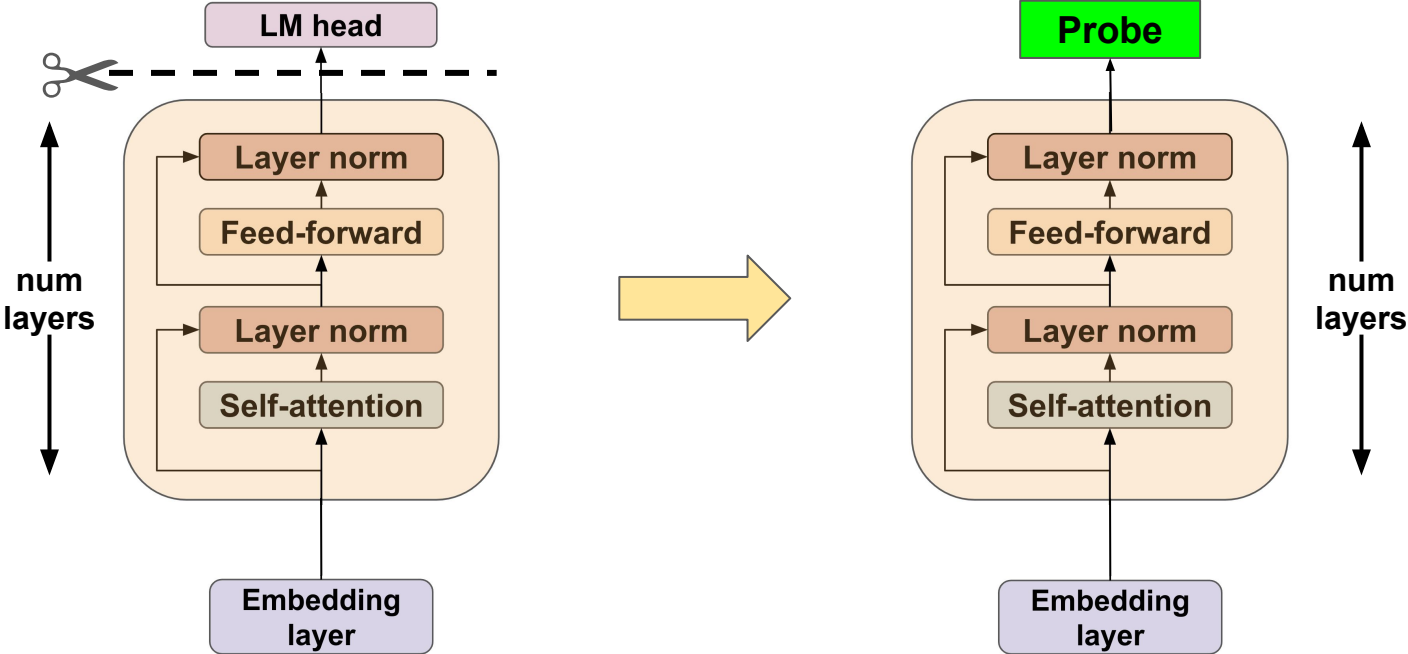 LM head
Layer norm
Feed-forward
Layer norm
Self-attention
num
layers
Embedding
layer
Probe
Layer norm
Feed-forward
Layer norm
Self-attention
num
layers
Embedding
layer